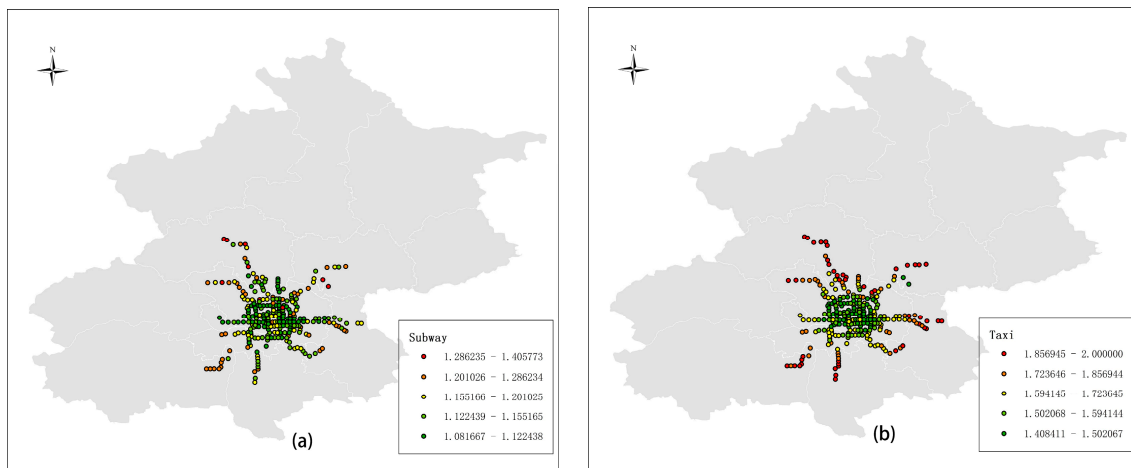 N
Subway
1.286235 - 1.405773
1.201026 - 1.286234
1.155166 - 1.201025
1.122439 - 1.155165
1.081667 - 1.122438
(a)
N
Taxi
1.856945 - 2.000000
1.723646 - 1.856944
1.594145 - 1.723645
1.502068 - 1.594144
1.408411 - 1.502067
(b)